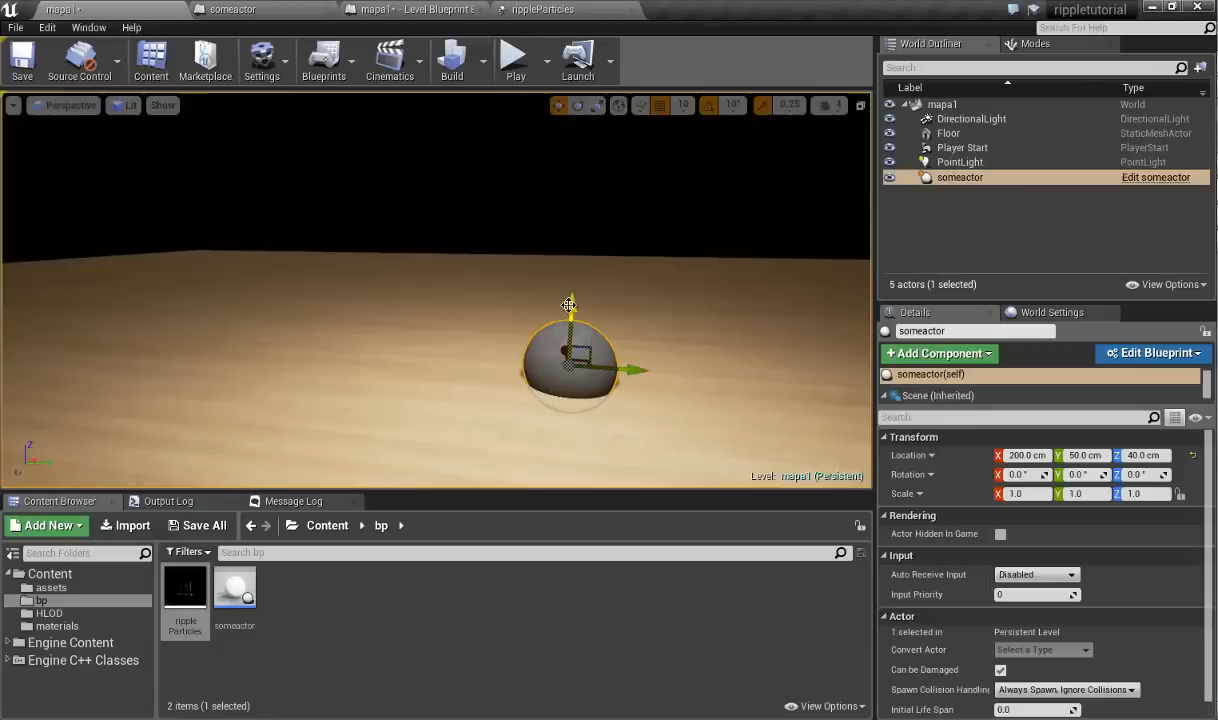 mapa1* someactor mapa1* - Level Blueprint E rippleParticles rippletutorial
File Edit Window Help Search For Help
Save Source Control Content Marketplace Settings Blueprints Cinematics Build Play Launch
World Outliner Modes
Search
Label Type
mapa1 World
DirectionalLight DirectionalLight
Floor StaticMeshActor
Player Start PlayerStart
PointLight PointLight
someactor Edit someactor
5 actors (1 selected) View Options
Perspective Lit Show 10 10° 0.25 4
Z
Level: mapa1 (Persistent)
Details World Settings
someactor
+ Add Component Edit Blueprint
someactor(self)
Scene (Inherited)
Search
Transform
Location X 200.0 cm Y 50.0 cm Z 40.0 cm
Rotation X 0.0 ° Y 0.0 ° Z 0.0 °
Scale X 1.0 Y 1.0 Z 1.0
Rendering
Actor Hidden In Game
Input
Auto Receive Input Disabled
Input Priority 0
Actor
1 selected in Persistent Level
Convert Actor Select a Type
Can be Damaged
Spawn Collision Handling Always Spawn, Ignore Collisions
Initial Life Span 0.0
Content Browser Output Log Message Log
Add New Import Save All Content bp
Search Folders Filters Search bp
Content
assets
bp
HLOD
materials
Engine Content
Engine C++ Classes
ripple
Particles
someactor
2 items (1 selected) View Options